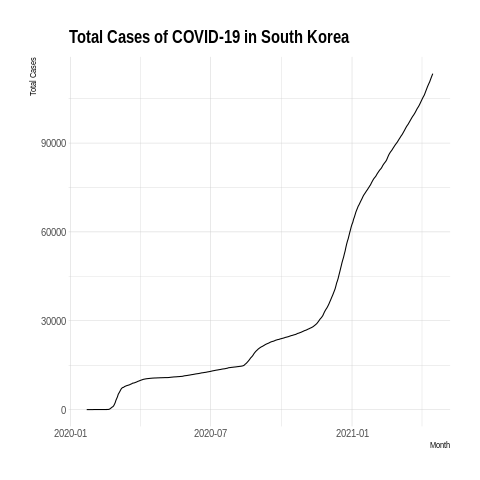 Total Cases of COVID-19 in South Korea
Total Cases
90000
60000
30000
0
2020-01
2020-07
2021-01
Month